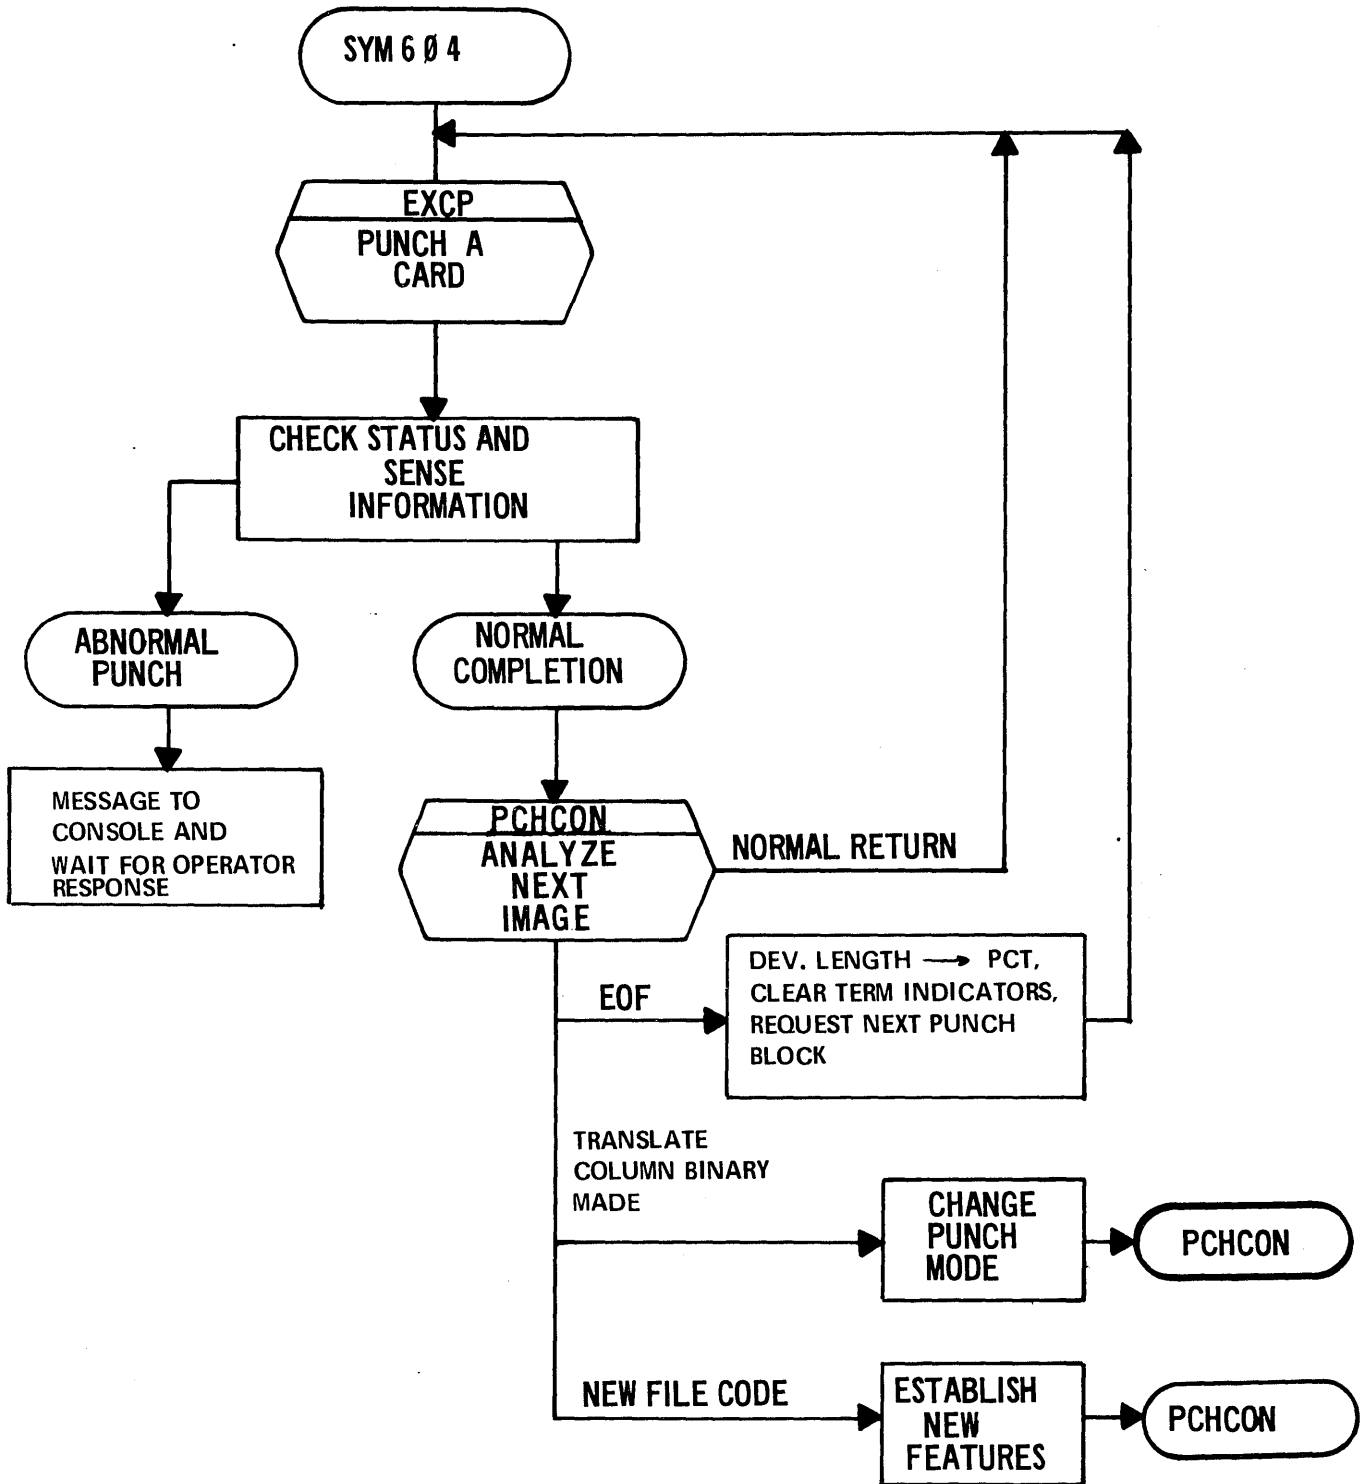 SYM 6 Ø 4
EXCP
PUNCH A
CARD
CHECK STATUS AND
SENSE
INFORMATION
ABNORMAL
PUNCH
NORMAL
COMPLETION
MESSAGE TO
CONSOLE AND
WAIT FOR OPERATOR
RESPONSE
PCHCON
ANALYZE
NEXT
IMAGE
NORMAL RETURN
EOF
DEV. LENGTH → PCT,
CLEAR TERM INDICATORS,
REQUEST NEXT PUNCH
BLOCK
TRANSLATE
COLUMN BINARY
MADE
CHANGE
PUNCH
MODE
PCHCON
NEW FILE CODE
ESTABLISH
NEW
FEATURES
PCHCON